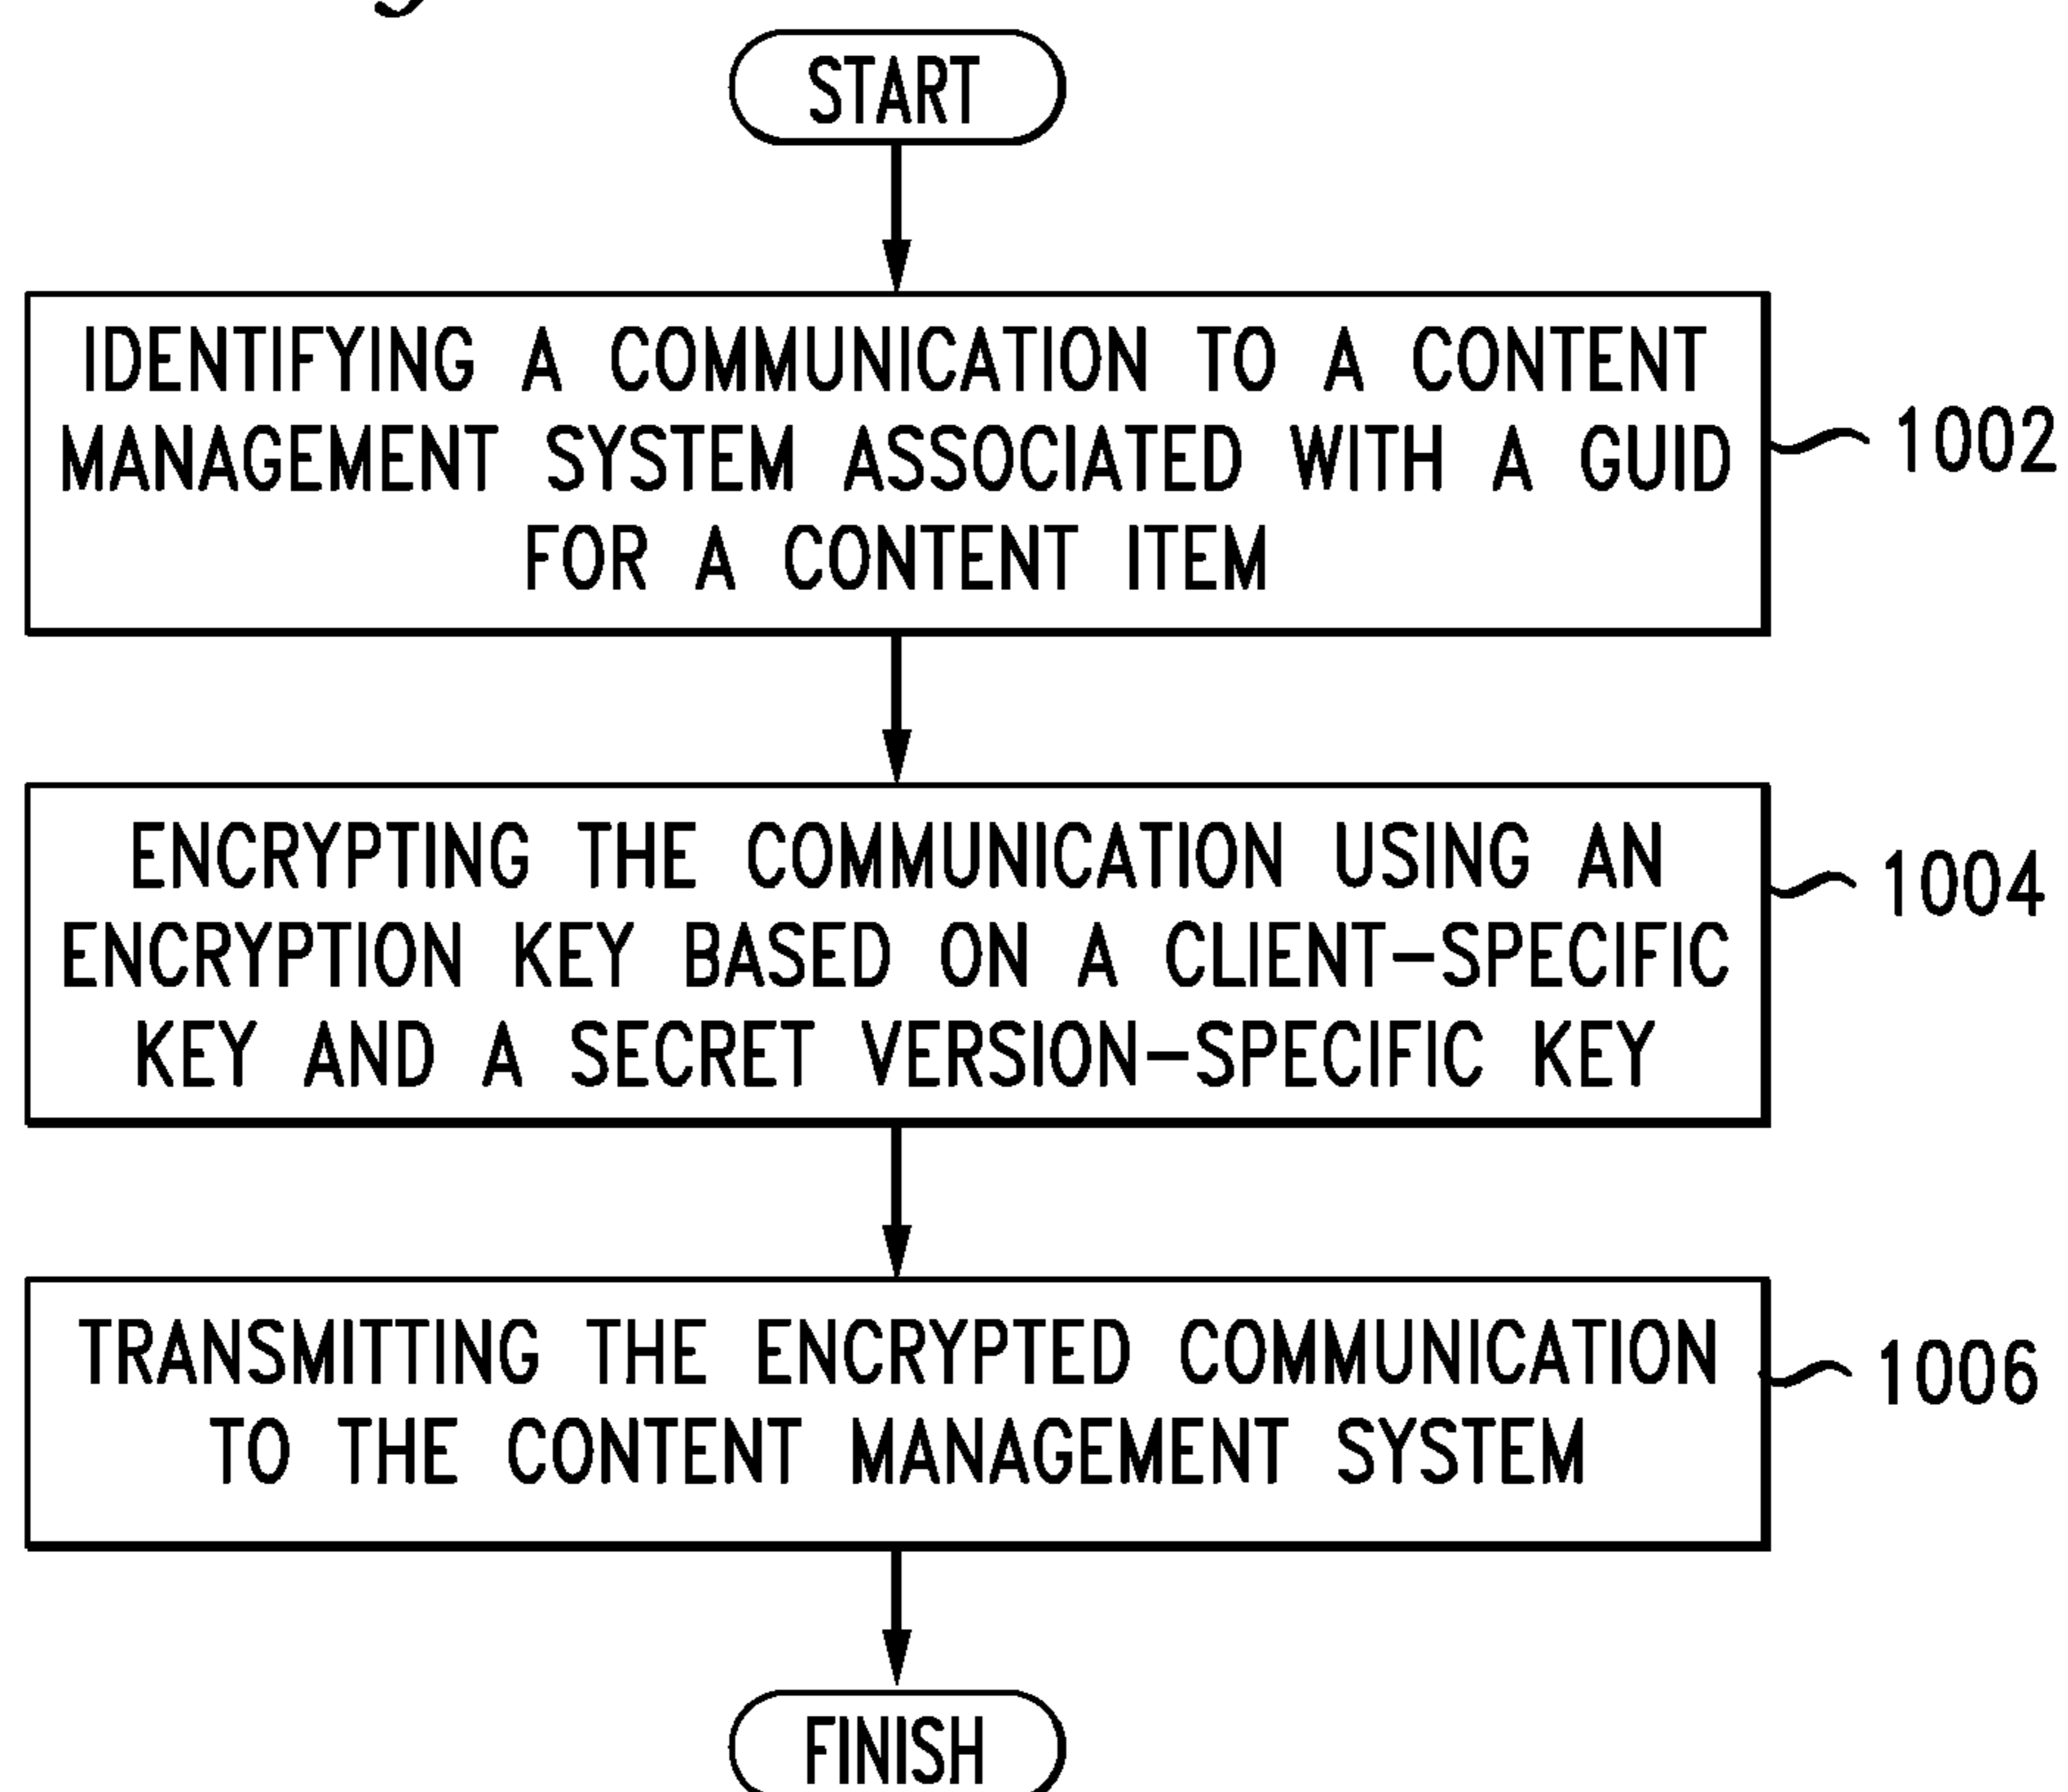 START
IDENTIFYING A COMMUNICATION TO A CONTENT
MANAGEMENT SYSTEM ASSOCIATED WITH A GUID
FOR A CONTENT ITEM
1002
ENCRYPTING THE COMMUNICATION USING AN
ENCRYPTION KEY BASED ON A CLIENT-SPECIFIC
KEY AND A SECRET VERSION-SPECIFIC KEY
1004
TRANSMITTING THE ENCRYPTED COMMUNICATION
TO THE CONTENT MANAGEMENT SYSTEM
1006
FINISH